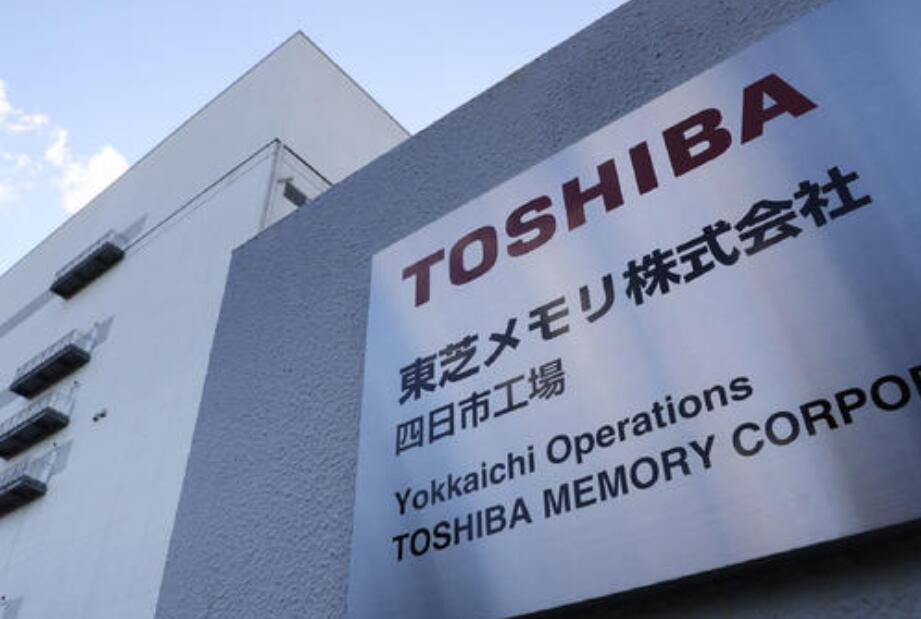 TOSHIBA
東芝メモリ株式会社
四日市工場
Yokkaichi Operations
TOSHIBA MEMORY